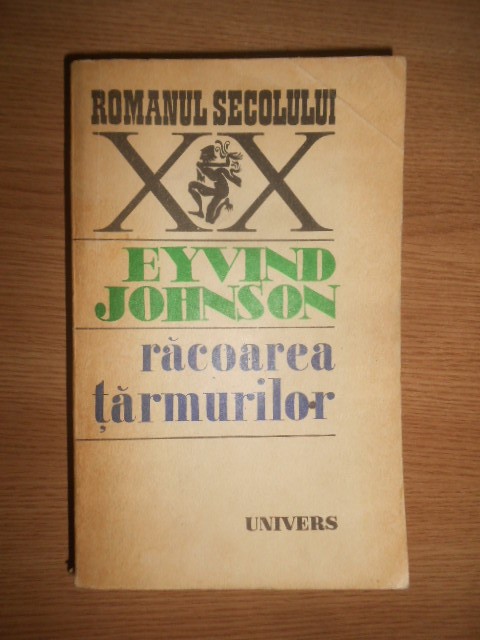 ROMANUL SECOLULUI
XX
EYVIND
JOHNSON
răcoarea
țărmurilor
UNIVERS